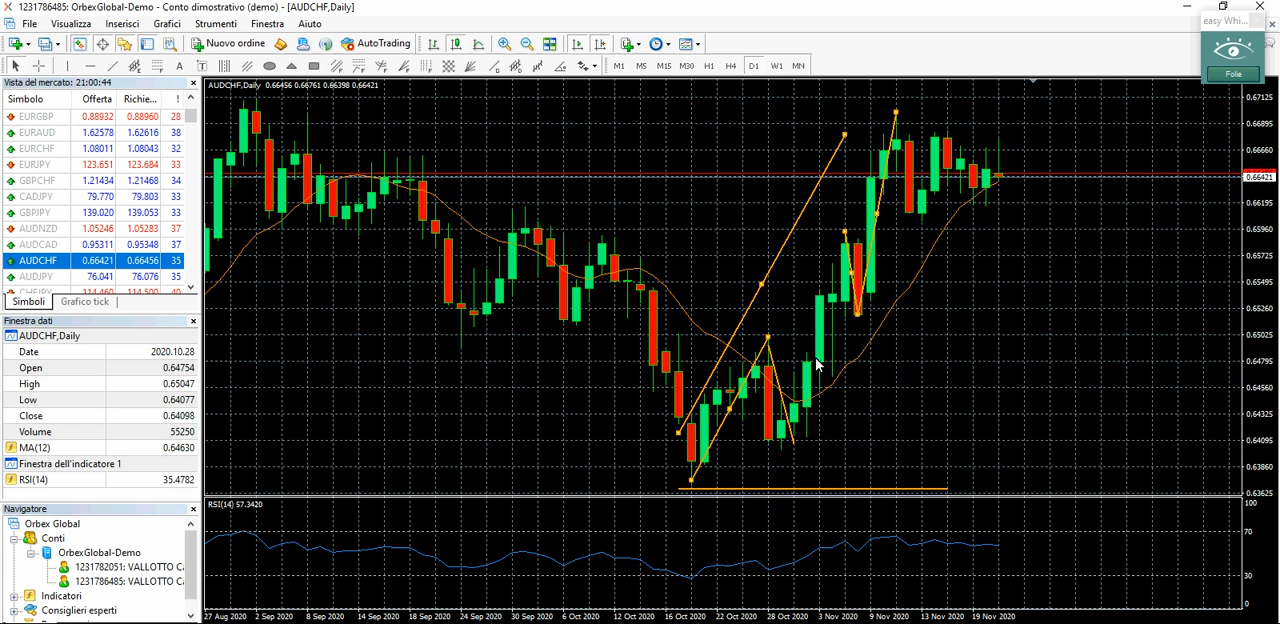 1231786485: OrbexGlobal-Demo - Conto dimostrativo (demo) - [AUDCHF,Daily]
File Visualizza Inserisci Grafici Strumenti Finestra Aiuto
easy Whi...
Nuovo ordine AutoTrading
Folie
A T M1 M5 M15 M30 H1 H4 D1 W1 MN
Vista del mercato: 21:00:44
Simbolo Offerta Richie... !
EURGBP 0.88932 0.88960 28
EURAUD 1.62578 1.62616 38
EURCHF 1.08011 1.08043 32
EURJPY 123.651 123.684 33
GBPCHF 1.21434 1.21468 34
CADJPY 79.770 79.803 33
GBPJPY 139.020 139.053 33
AUDNZD 1.05246 1.05283 37
AUDCAD 0.95311 0.95348 37
AUDCHF 0.66421 0.66456 35
AUDJPY 76.041 76.076 35
CHFJPY 114.460 114.500 40
Simboli Grafico tick
Finestra dati
AUDCHF,Daily
Date 2020.10.28
Open 0.64754
High 0.65047
Low 0.64077
Close 0.64098
Volume 55250
MA(12) 0.64630
Finestra dell'indicatore 1
RSI(14) 35.4782
Navigatore
Orbex Global
Conti
OrbexGlobal-Demo
1231782051: VALLOTTO C
1231786485: VALLOTTO C
Indicatori
Consiglieri esperti
AUDCHF,Daily 0.66456 0.66761 0.66398 0.66421
0.67125
0.66895
0.66660
0.66421
0.66195
0.65960
0.65725
0.65495
0.65260
0.65025
0.64795
0.64560
0.64325
0.64095
0.63860
0.63625
RSI(14) 57.3420
100
70
30
0
27 Aug 2020 2 Sep 2020 8 Sep 2020 14 Sep 2020 18 Sep 2020 24 Sep 2020 30 Sep 2020 6 Oct 2020 12 Oct 2020 16 Oct 2020 22 Oct 2020 28 Oct 2020 3 Nov 2020 9 Nov 2020 13 Nov 2020 19 Nov 2020